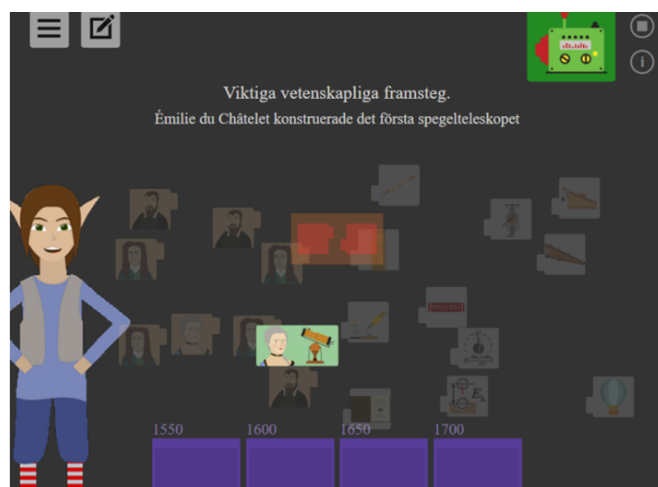 Viktiga vetenskapliga framsteg.
Émilie du Châtelet konstruerade det första spegelteleskopet
1550 1600 1650 1700